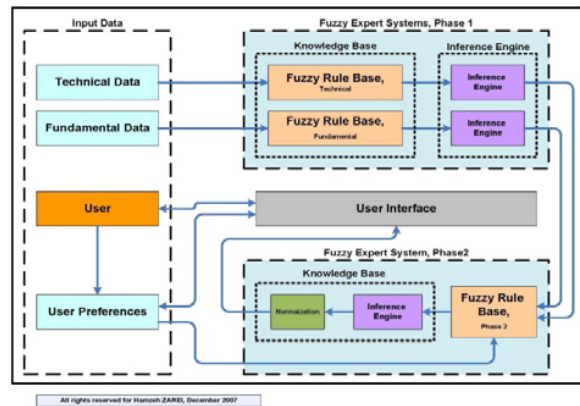 Input Data
Fuzzy Expert Systems, Phase 1
Knowledge Base
Inference Engine
Technical Data
Fuzzy Rule Base,
Technical
Inference
Engine
Fundamental Data
Fuzzy Rule Base,
Fundamental
Inference
Engine
User
User Interface
Fuzzy Expert System, Phase2
Knowledge Base
User Preferences
Normaization
Inference
Engine
Fuzzy Rule
Base,
Phase 2
All rights reserved for Hamzeh ZAREI, December 2007